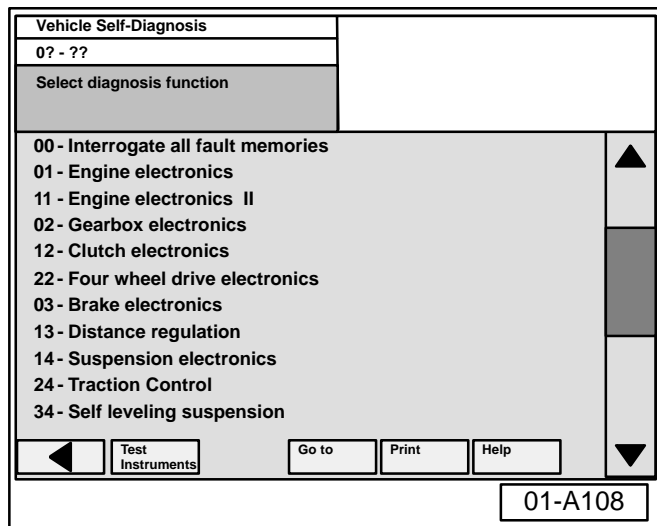 Vehicle Self-Diagnosis
0? - ??
Select diagnosis function
00 - Interrogate all fault memories
01 - Engine electronics
11 - Engine electronics II
02 - Gearbox electronics
12 - Clutch electronics
22 - Four wheel drive electronics
03 - Brake electronics
13 - Distance regulation
14 - Suspension electronics
24 - Traction Control
34 - Self leveling suspension
Test
Instruments
Go to
Print
Help
01-A108